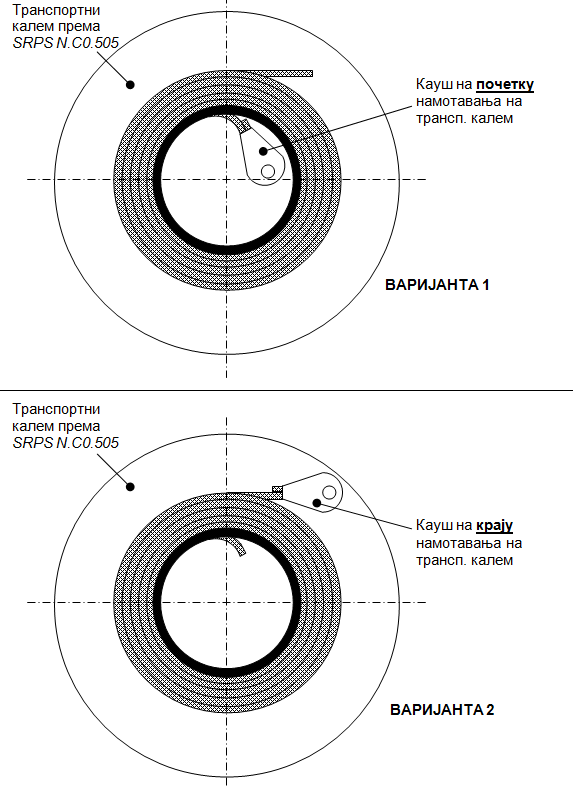 Транспортни
калем према
SRPS N.C0.505
Кауш на почетку
намотавања на
трансп. калем
ВАРИЈАНТА 1
Транспортни
калем према
SRPS N.C0.505
Кауш на крају
намотавања на
трансп. калем
ВАРИЈАНТА 2